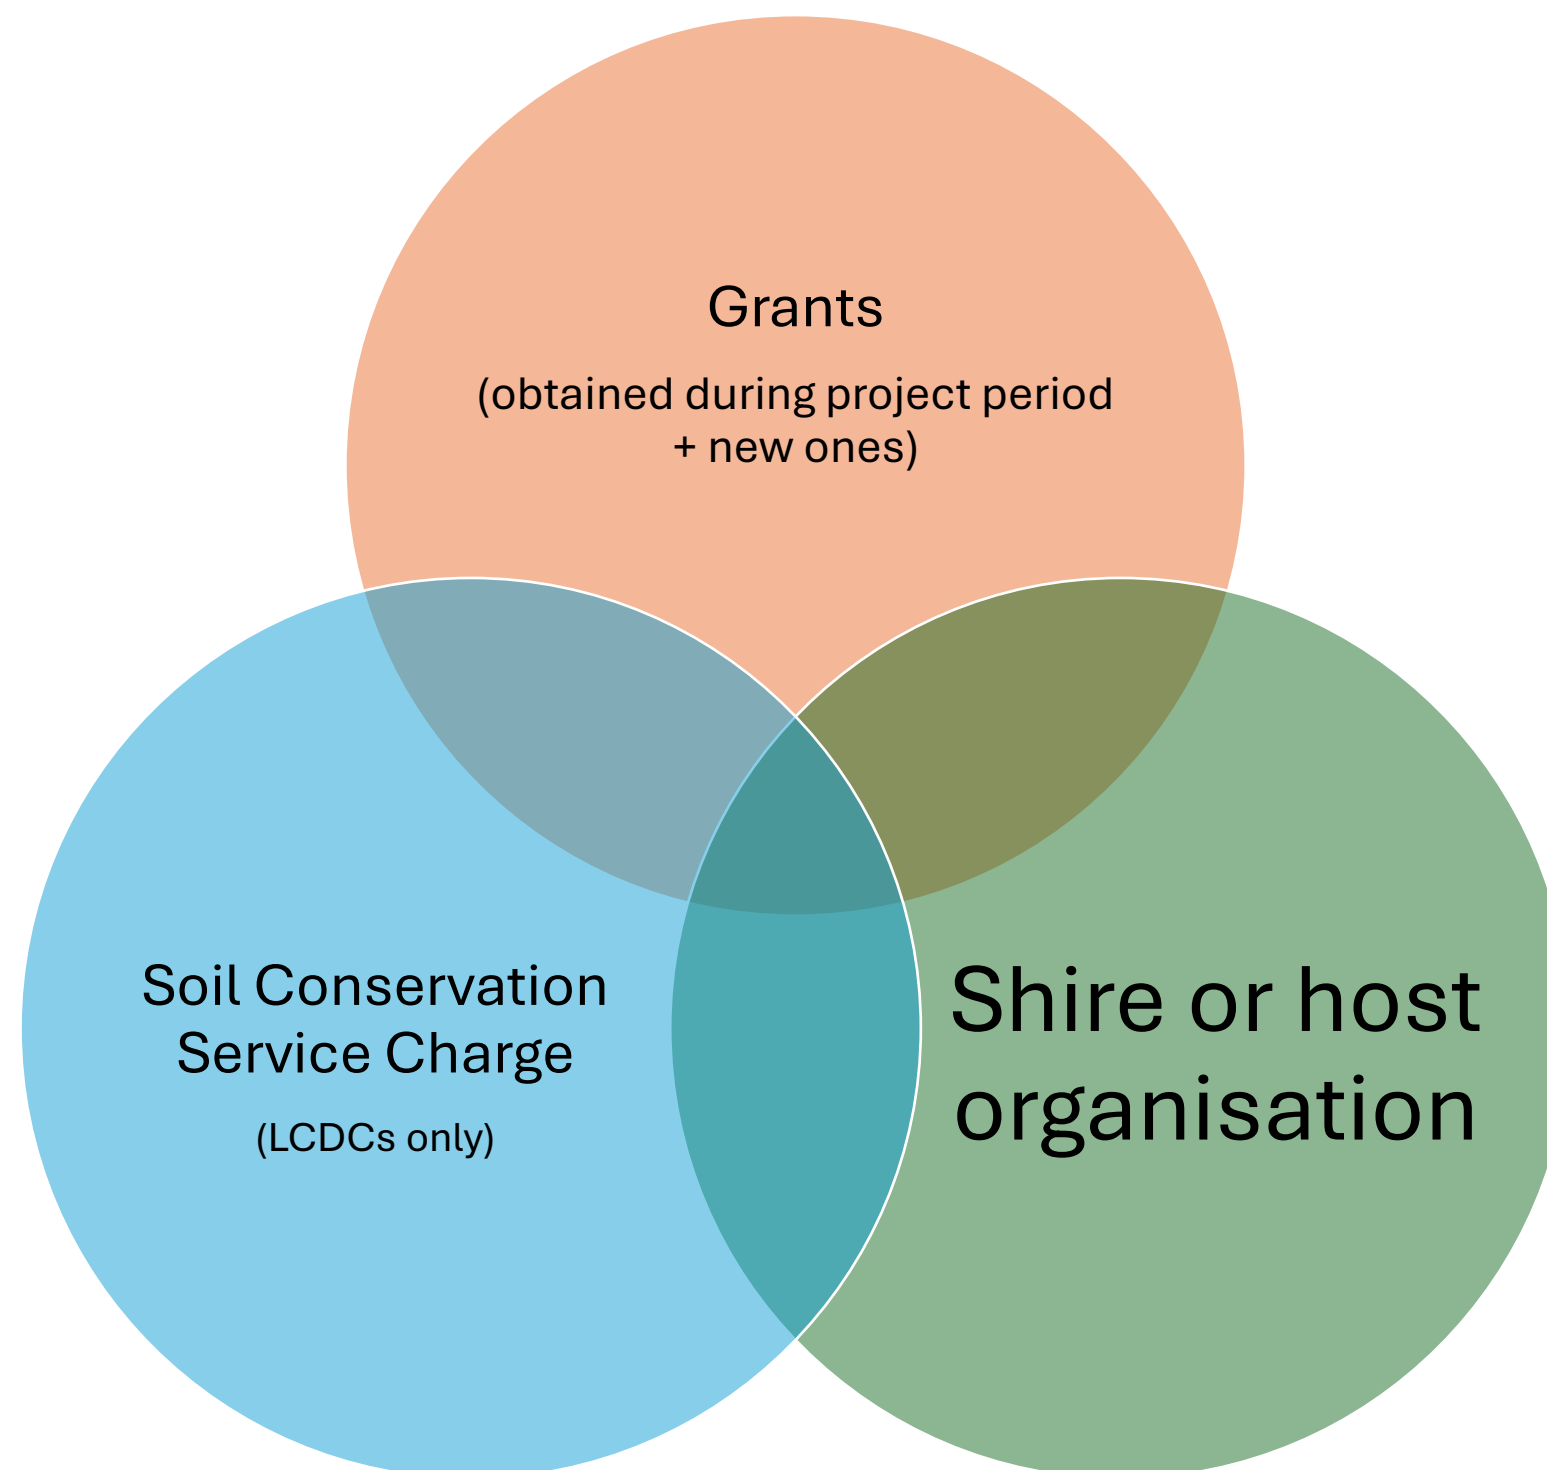 Grants
(obtained during project period
+ new ones)
Soil Conservation
Service Charge
(LCDCs only)
Shire or host
organisation